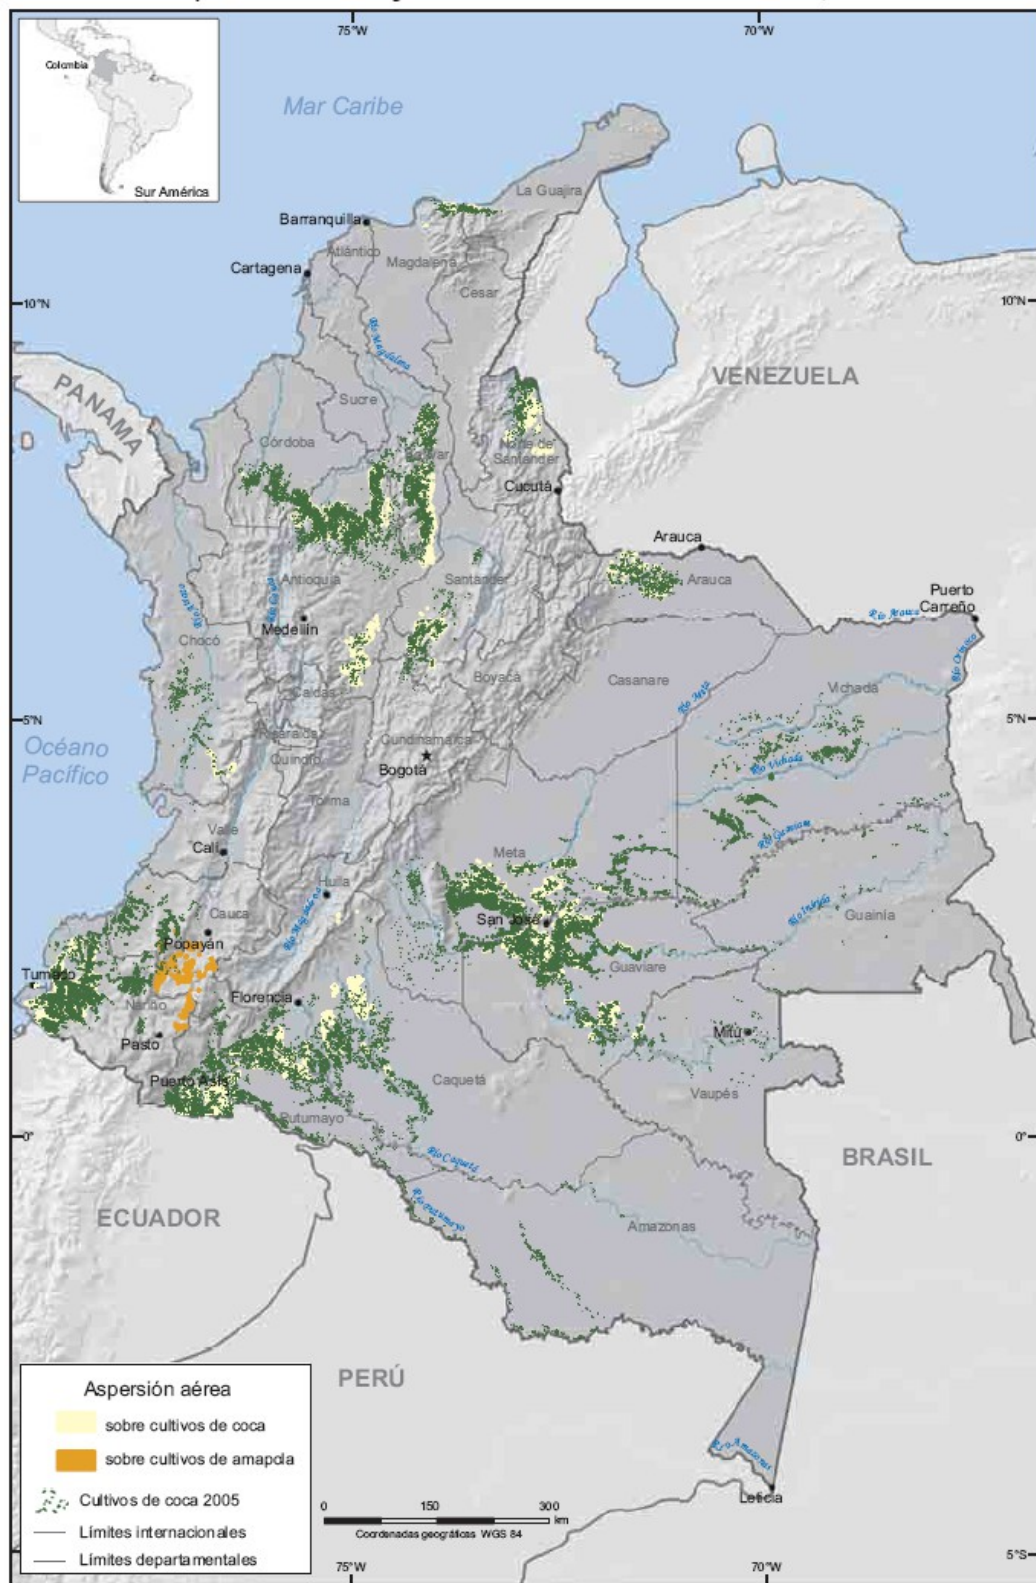 75°W
70°W
Colombia
Sur América
Mar Caribe
La Guajira
Barranquilla
Atlántico
Magdalena
Cartagena
Cesar
10°N
10°N
Río Magdalena
PANAMA
VENEZUELA
Sucre
Córdoba
Bolívar
Norte de
Santander
Cucutá
Arauca
Antioquia
Santander
Arauca
Puerto
Carreño
Medellín
Chocó
Río Orinoco
Boyacá
Casanare
Río Meta
Vichada
Caldas
5°N
5°N
Risaralda
Cundinamarca
Océano
Pacífico
Quindío
Bogotá
Río Vichada
Tolima
Valle
Cali
Meta
Huila
Río Magdalena
Río Inírida
Guainía
Cauca
San José
Popayán
Tumaco
Guaviare
Nariño
Florencia
Mitú
Pasto
Puerto Asís
Caquetá
Vaupés
Putumayo
0°
0°
Río Caquetá
BRASIL
Río Putumayo
ECUADOR
Amazonas
PERÚ
Aspersión aérea
sobre cultivos de coca
sobre cultivos de amapola
Cultivos de coca 2005
Límites internacionales
Límites departamentales
Río Amazonas
Leticia
0 150 300
km
Coordenadas geográficas WGS 84
75°W
70°W
5°S